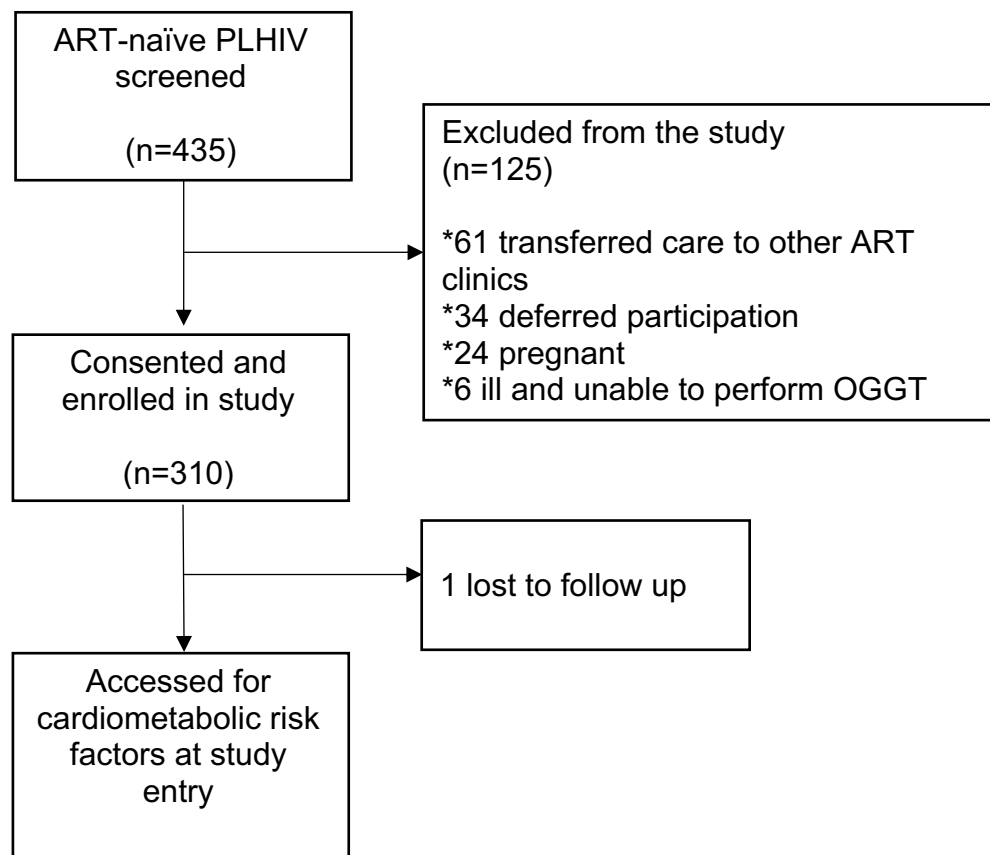 ART-naïve PLHIV
screened
(n=435)
Excluded from the study
(n=125)
*61 transferred care to other ART
clinics
*34 deferred participation
*24 pregnant
*6 ill and unable to perform OGGT
Consented and
enrolled in study
(n=310)
1 lost to follow up
Accessed for
cardiometabolic risk
factors at study
entry